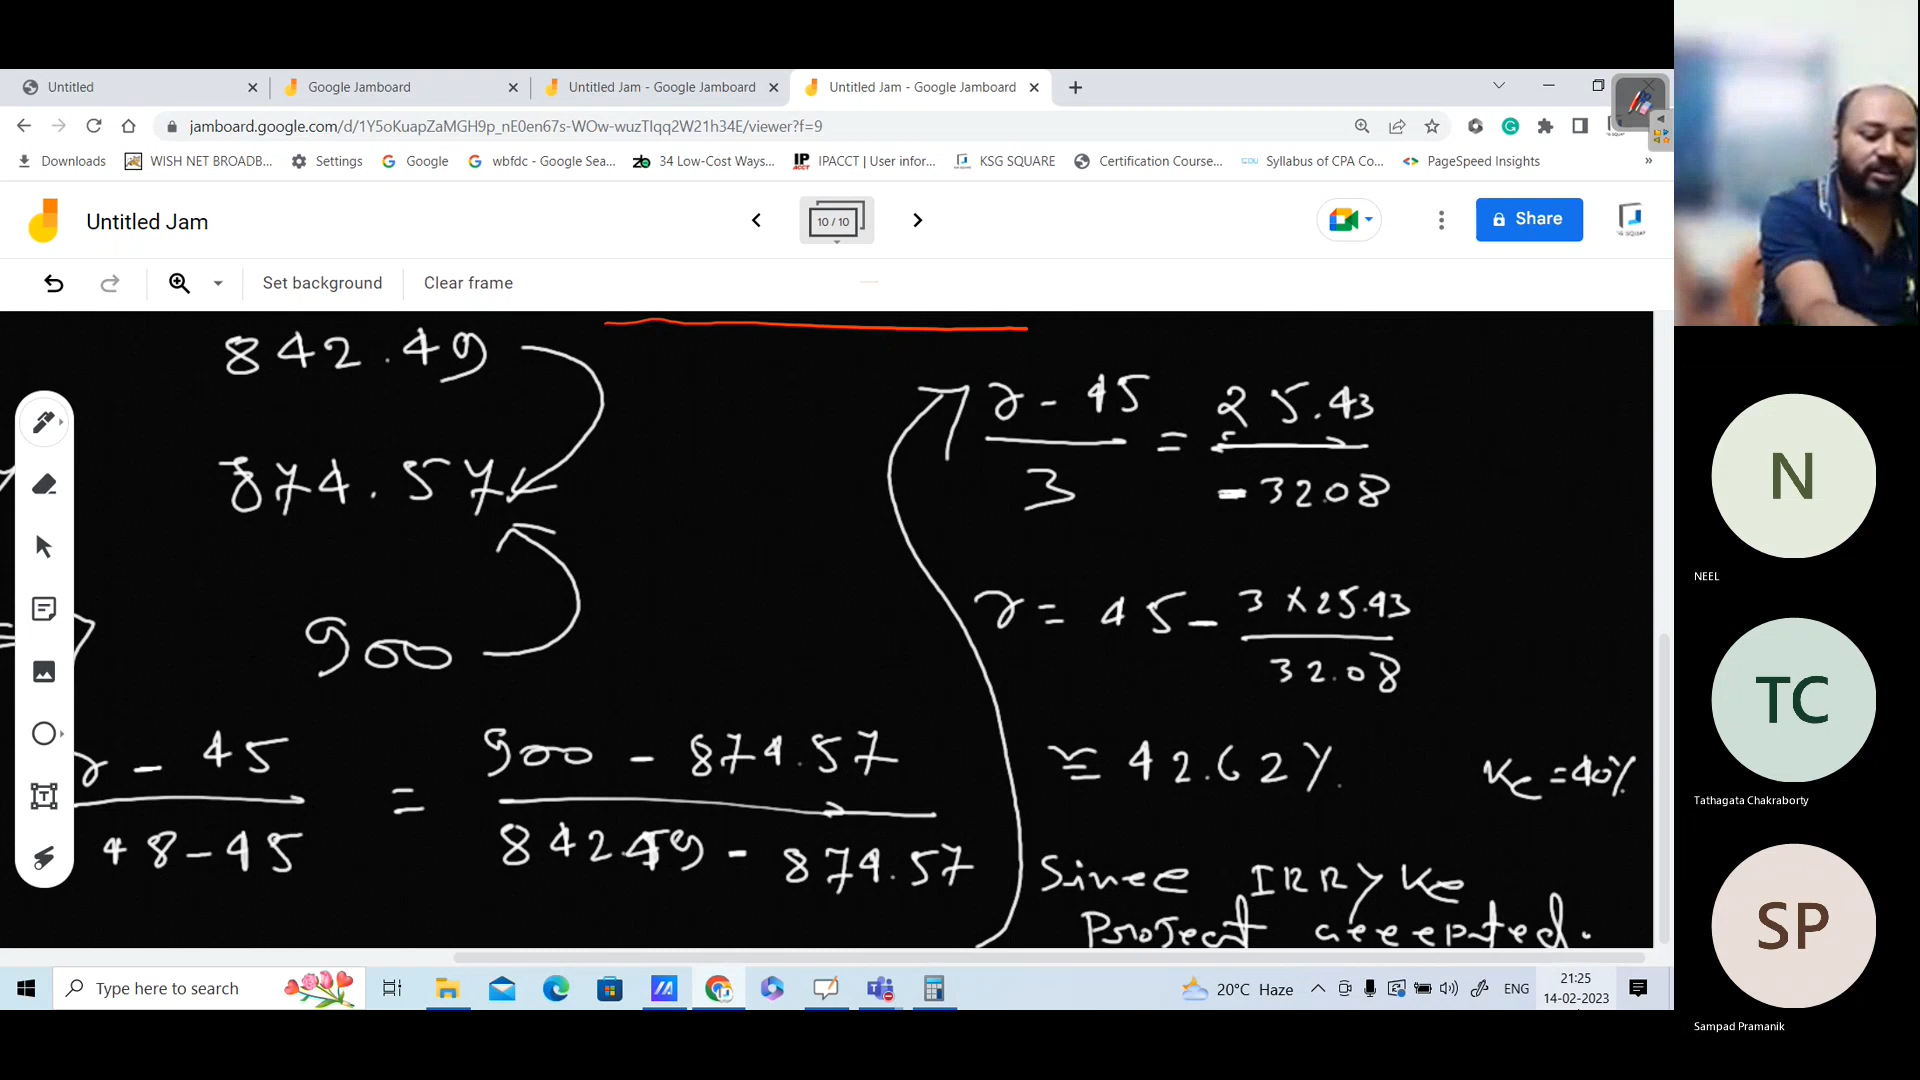 Untitled
Google Jamboard
Untitled Jam - Google Jamboard
Untitled Jam - Google Jamboard
jamboard.google.com/d/1Y5oKuapZaMGH9p_nE0en67s-WOw-wuzTlqq2W21h34E/viewer?f=9
Downloads WISH NET BROADB... Settings Google wbfdc - Google Sea... 34 Low-Cost Ways... IPACCT | User infor... KSG SQUARE Certification Course... Syllabus of CPA Co... PageSpeed Insights »
Untitled Jam
10 / 10
Share
Set background Clear frame
842.49
874.57
900
r - 45 = 900 - 874.57
48-45 842.49 - 874.57
r - 45 = 25.43
3 -32.08
r = 45 - 3 x 25.43
32.08
≃ 42.62%.
Ke = 40%
Since IRR > Ke
Project accepted.
N
NEEL
TC
Tathagata Chakraborty
SP
Sampad Pramanik
Type here to search
20°C Haze
ENG
21:25
14-02-2023